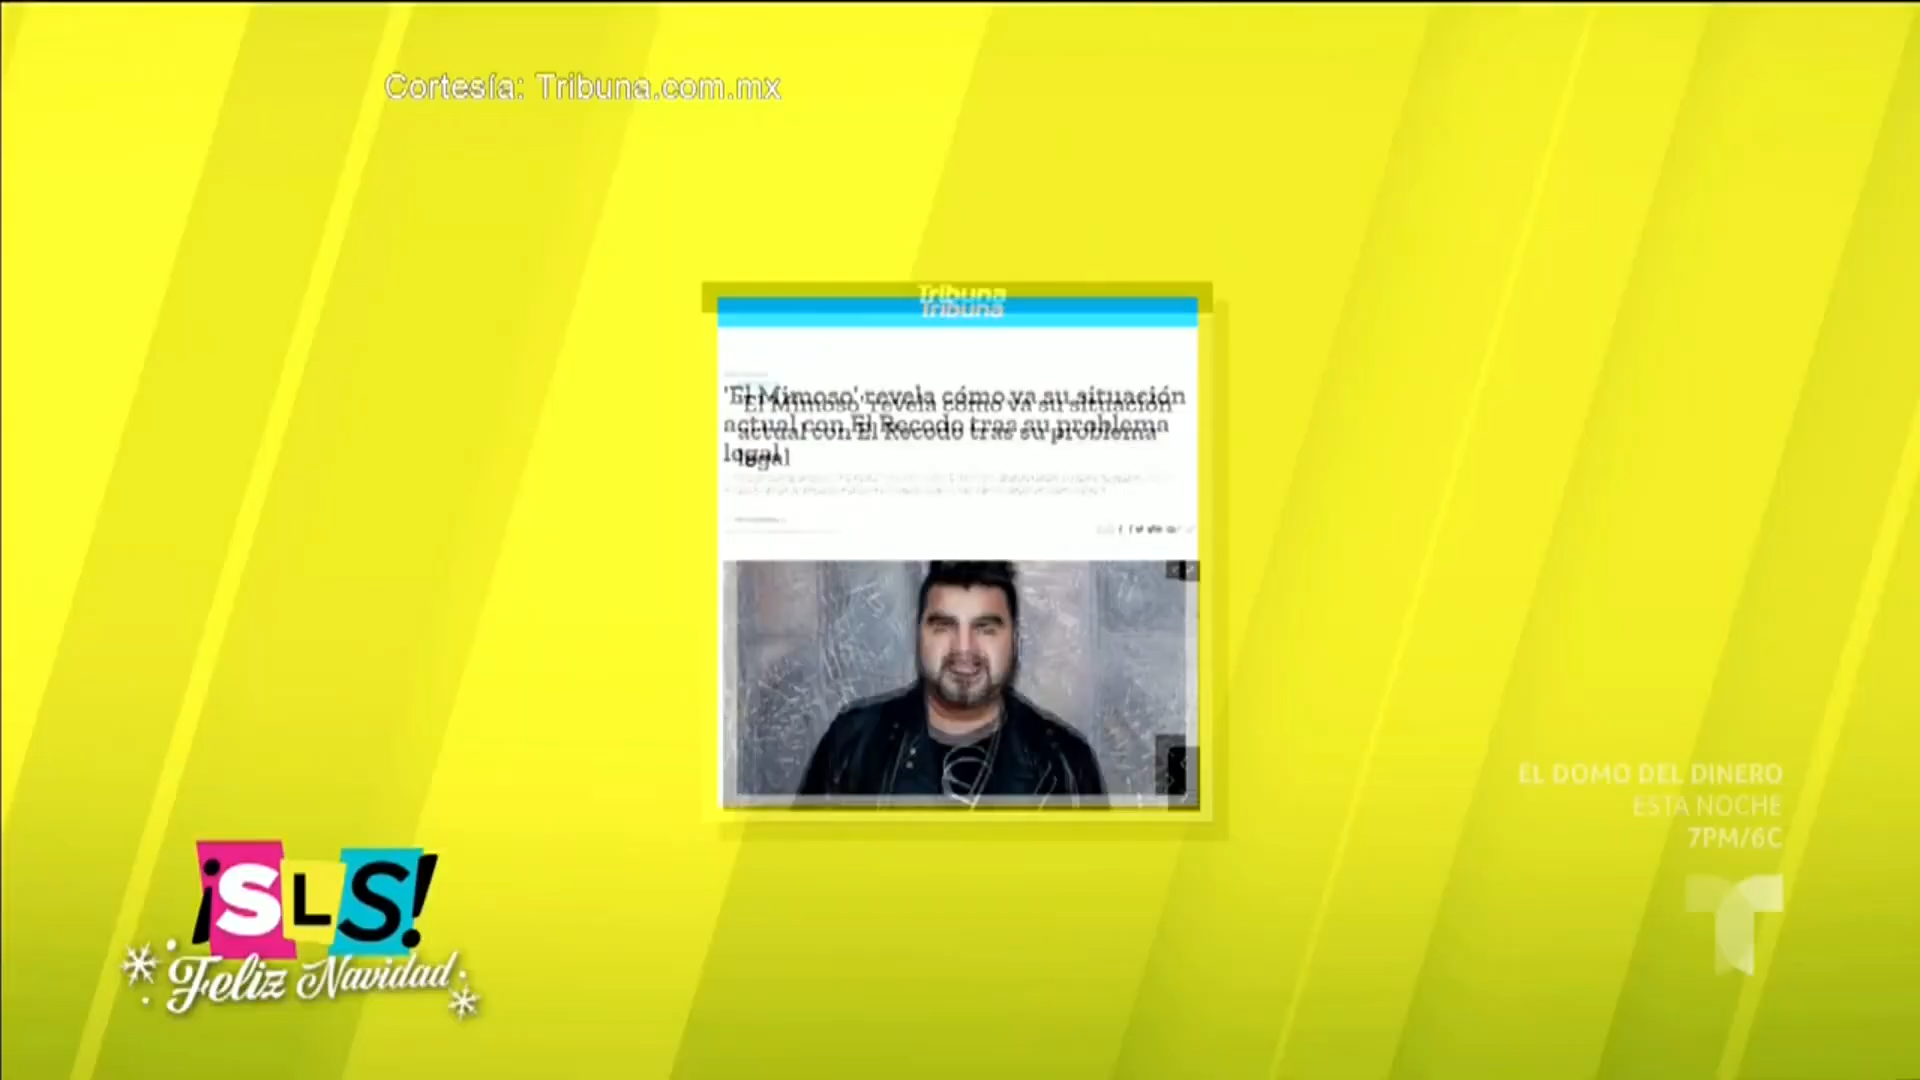 Cortesía: Tribuna.com.mx
Tribuna
'El Mimoso' revela cómo va su situación
actual con El Recodo tras su problema
legal
EL DOMO DEL DINERO
ESTA NOCHE
7PM/6C
¡SLS!
Feliz Navidad